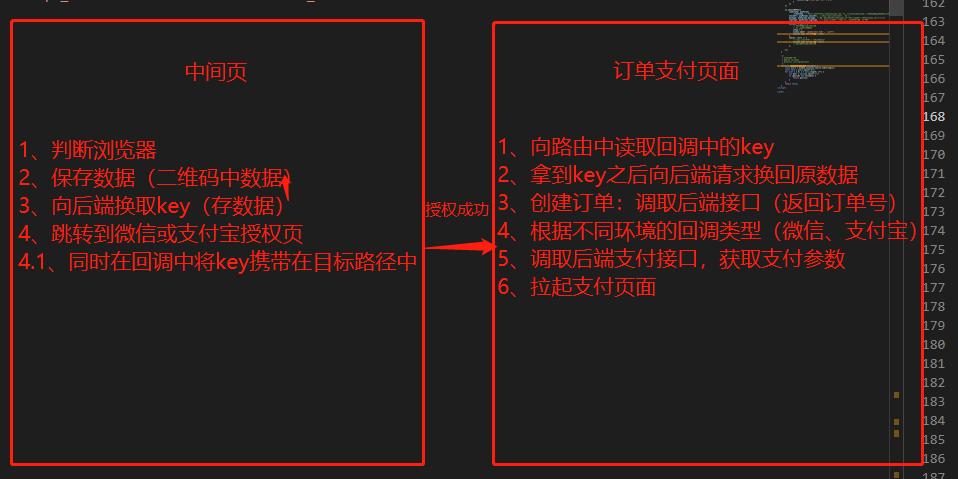 中间页
1、判断浏览器
2、保存数据（二维码中数据）
3、向后端换取key（存数据）
4、跳转到微信或支付宝授权页
4.1、同时在回调中将key携带在目标路径中
授权成功
订单支付页面
1、向路由中读取回调中的key
2、拿到key之后向后端请求换回原数据
3、创建订单：调取后端接口（返回订单号）
4、根据不同环境的回调类型（微信、支付宝）
5、调取后端支付接口，获取支付参数
6、拉起支付页面
162
163
164
165
166
167
168
169
170
171
172
173
174
175
176
177
178
179
180
181
182
183
184
185
186
187